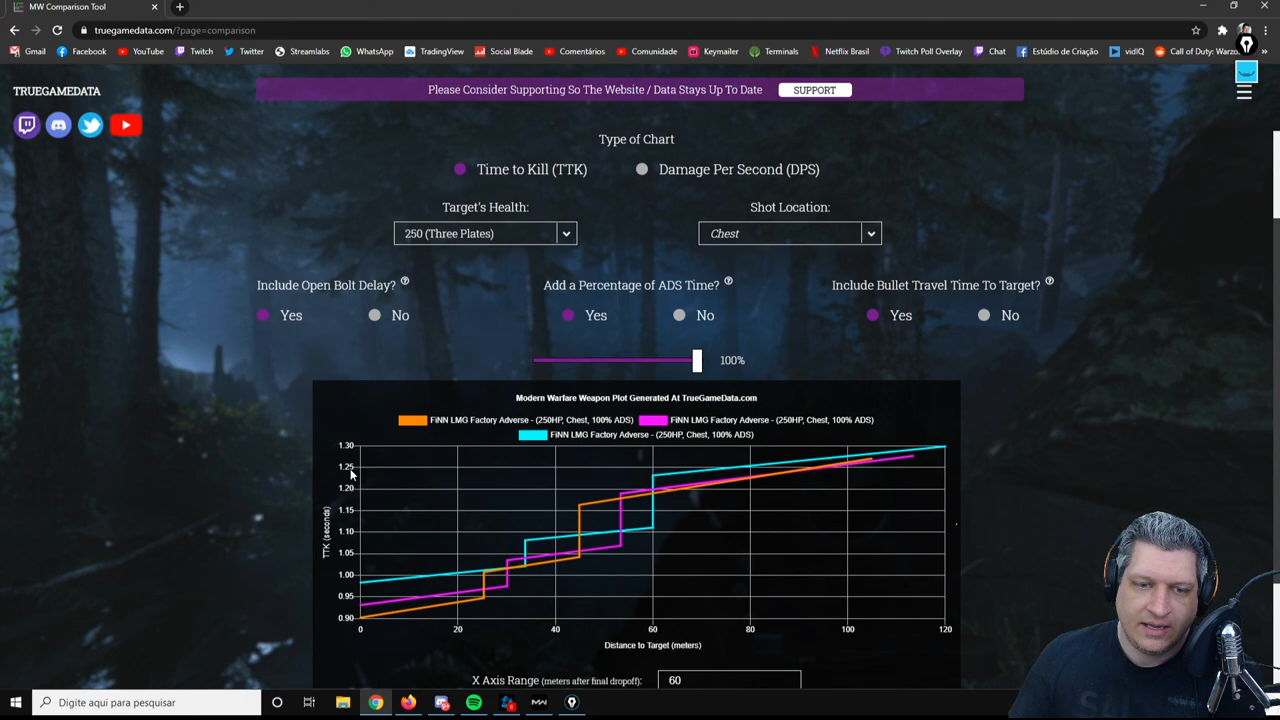 MW Comparison Tool
truegamedata.com/?page=comparison
Gmail Facebook YouTube Twitch Twitter Streamlabs WhatsApp TradingView Social Blade Comentários Comunidade Keymailer Terminals Netflix Brasil Twitch Poll Overlay Chat Estúdio de Criação vidIQ Call of Duty: Warzo...
TRUEGAMEDATA
Please Consider Supporting So The Website / Data Stays Up To Date SUPPORT
Type of Chart
Time to Kill (TTK) Damage Per Second (DPS)
Target's Health: Shot Location:
250 (Three Plates) Chest
Include Open Bolt Delay? Add a Percentage of ADS Time? Include Bullet Travel Time To Target?
Yes No Yes No Yes No
100%
Modern Warfare Weapon Plot Generated At TrueGameData.com
FiNN LMG Factory Adverse - (250HP, Chest, 100% ADS) FiNN LMG Factory Adverse - (250HP, Chest, 100% ADS)
FiNN LMG Factory Adverse - (250HP, Chest, 100% ADS)
1.30
1.25
1.20
1.15
1.10
1.05
1.00
0.95
0.90
TTK (seconds)
0 20 40 60 80 100 120
Distance to Target (meters)
X Axis Range (meters after final dropoff): 60
Digite aqui para pesquisar